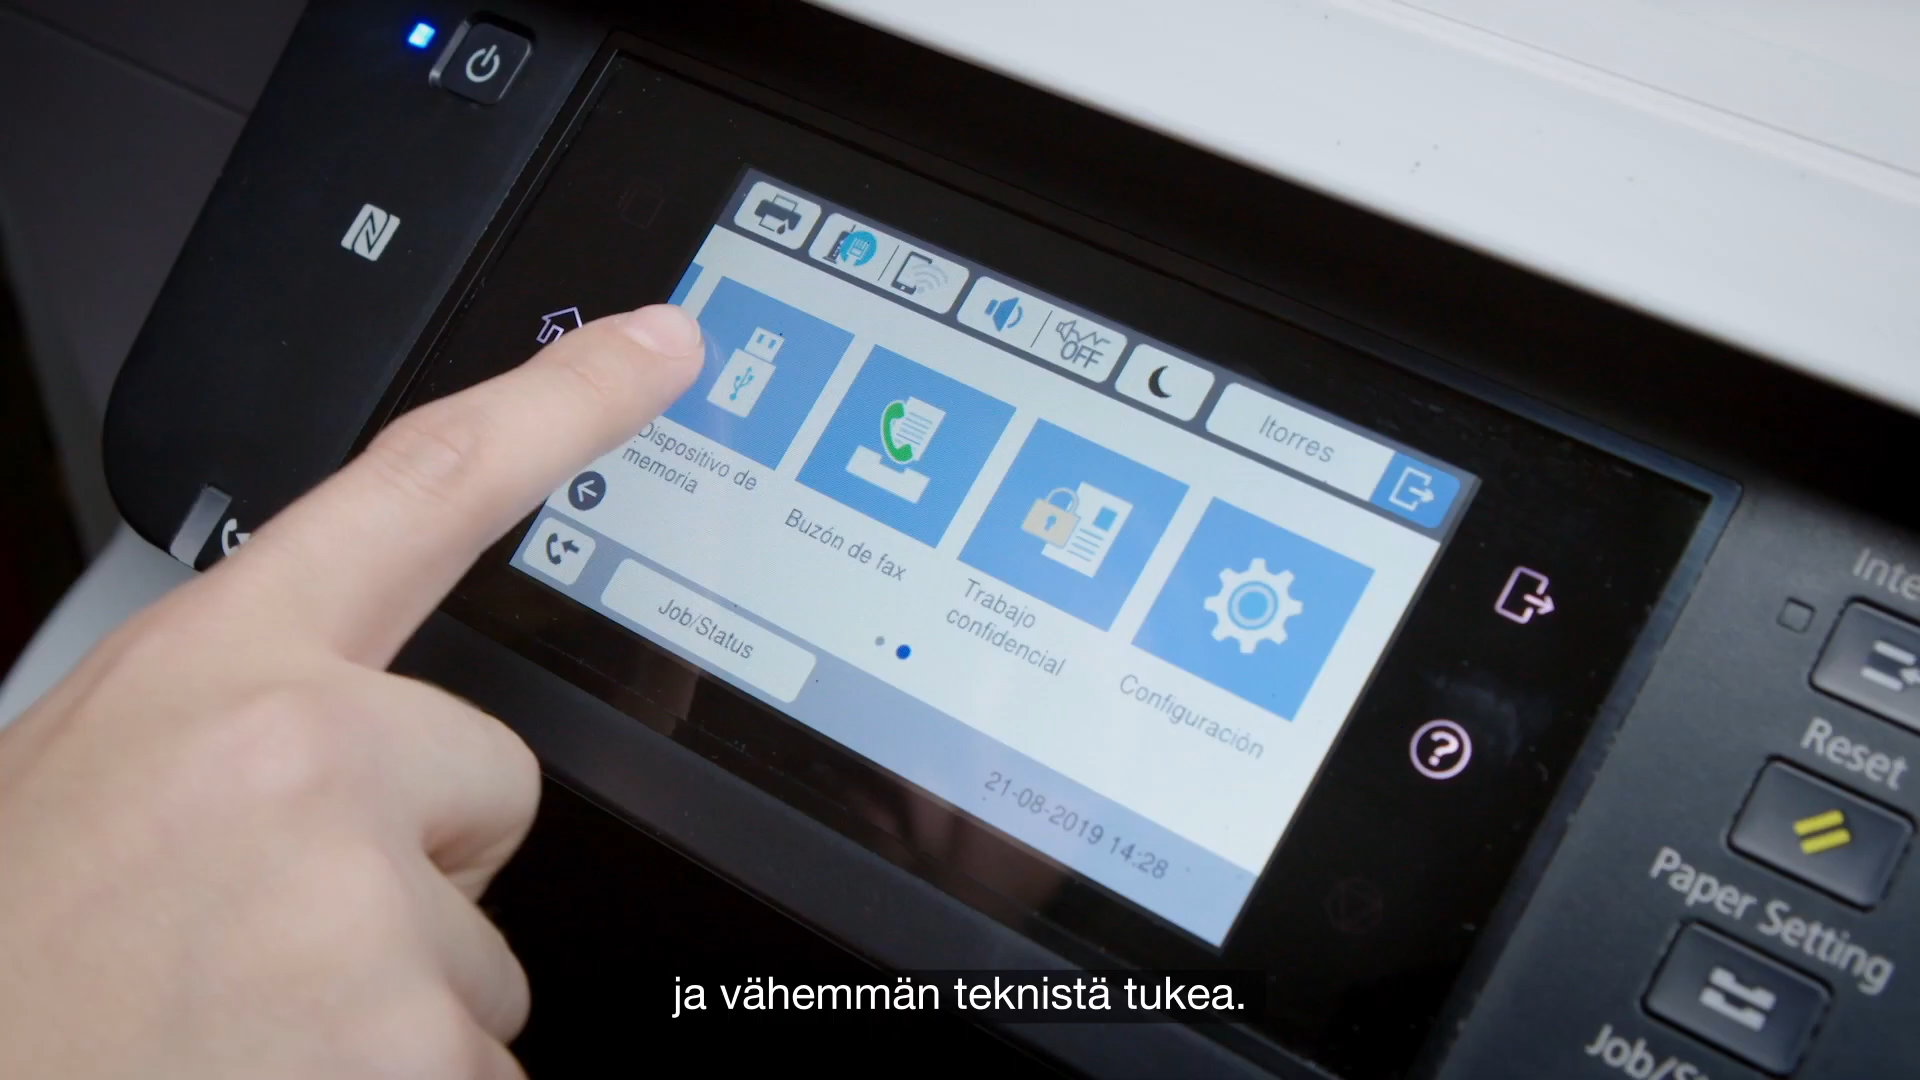 OFF
ltorres
Dispositivo de
memoria
Buzón de fax
Trabajo
confidencial
Configuración
Job/Status
21-08-2019 14:28
Reset
Paper Setting
ja vähemmän teknistä tukea.